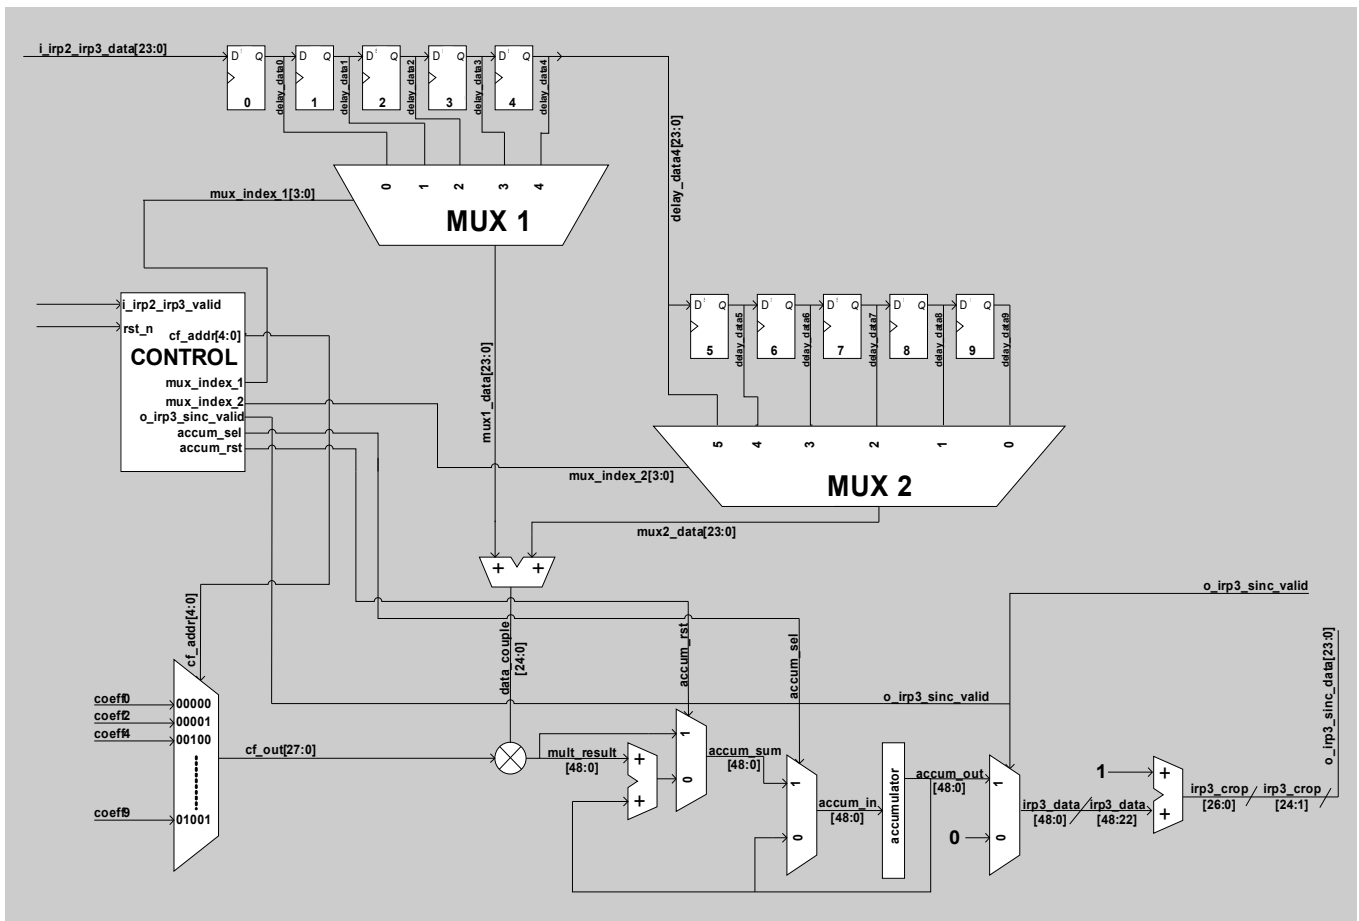 i_irp2_irp3_data[23:0]
D Q
D Q
D Q
D Q
D Q
0
1
2
3
4
delay_data0
delay_data1
delay_data2
delay_data3
delay_data4
delay_data4[23:0]
0
1
2
3
4
mux_index_1[3:0]
MUX 1
i_irp2_irp3_valid
rst_n
cf_addr[4:0]
CONTROL
mux_index_1
mux_index_2
o_irp3_sinc_valid
accum_sel
accum_rst
mux1_data[23:0]
D Q
D Q
D Q
D Q
D Q
5
6
7
8
9
delay_data5
delay_data6
delay_data7
delay_data8
delay_data9
5
4
3
2
1
0
mux_index_2[3:0]
MUX 2
mux2_data[23:0]
+
+
o_irp3_sinc_valid
cf_addr[4:0]
data_couple
[24:0]
accum_rst
accum_sel
o_irp3_sinc_valid
o_irp3_sinc_data[23:0]
coeff0
00000
coeff2
00001
coeff4
00100
coeff9
01001
cf_out[27:0]
mult_result
[48:0]
+
+
1
0
accum_sum
[48:0]
1
0
accum_in
[48:0]
accumulator
accum_out
[48:0]
0
1
0
irp3_data
[48:0]
irp3_data
[48:22]
1
+
+
irp3_crop
[26:0]
irp3_crop
[24:1]